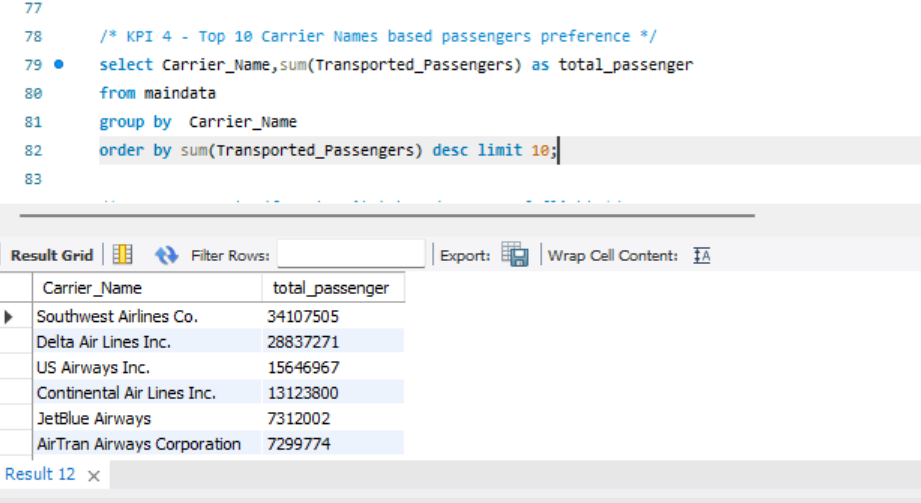 77
78 /* KPI 4 - Top 10 Carrier Names based passengers preference */
79 select Carrier_Name,sum(Transported_Passengers) as total_passenger
80 from maindata
81 group by Carrier_Name
82 order by sum(Transported_Passengers) desc limit 10;
83
Result Grid Filter Rows: Export: Wrap Cell Content: IA
Carrier_Name total_passenger
Southwest Airlines Co. 34107505
Delta Air Lines Inc. 28837271
US Airways Inc. 15646967
Continental Air Lines Inc. 13123800
JetBlue Airways 7312002
AirTran Airways Corporation 7299774
Result 12 ×